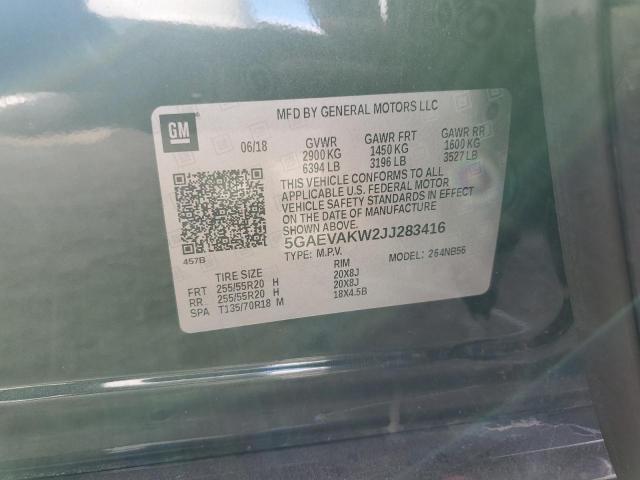 GM
MFD BY GENERAL MOTORS LLC
06/18 GVWR GAWR FRT GAWR RR
2900 KG 1450 KG 1600 KG
6394 LB 3196 LB 3527 LB
THIS VEHICLE CONFORMS TO ALL
APPLICABLE U.S. FEDERAL MOTOR
VEHICLE SAFETY STANDARDS IN EFFECT
ON THE DATE OF MANUFACTURE SHOWN ABOVE.
5GAEVAKW2JJ283416
457B
TYPE: M.P.V. MODEL: 264NB56
TIRE SIZE RIM
FRT 255/55R20 H 20X8J
RR 255/55R20 H 20X8J
SPA T135/70R18 M 18X4.5B